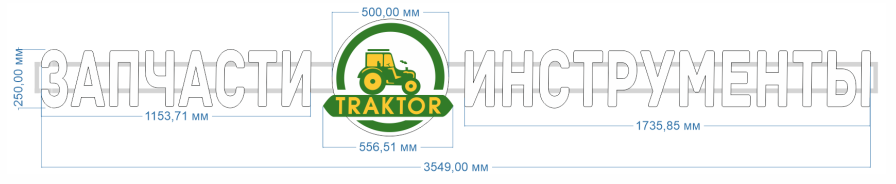 500,00 мм
250,00 мм
ЗАПЧАСТИ
ИНСТРУМЕНТЫ
TRAKTOR
1153,71 мм
1735,85 мм
556,51 мм
3549,00 мм